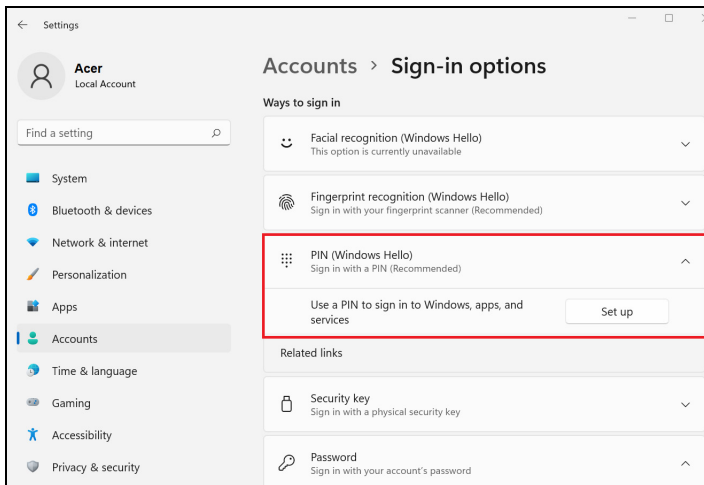 Settings
Acer
Local Account
Find a setting
System
Bluetooth & devices
Network & internet
Personalization
Apps
Accounts
Time & language
Gaming
Accessibility
Privacy & security
Accounts > Sign-in options
Ways to sign in
Facial recognition (Windows Hello)
This option is currently unavailable
Fingerprint recognition (Windows Hello)
Sign in with your fingerprint scanner (Recommended)
PIN (Windows Hello)
Sign in with a PIN (Recommended)
Use a PIN to sign in to Windows, apps, and
services
Set up
Related links
Security key
Sign in with a physical security key
Password
Sign in with your account's password